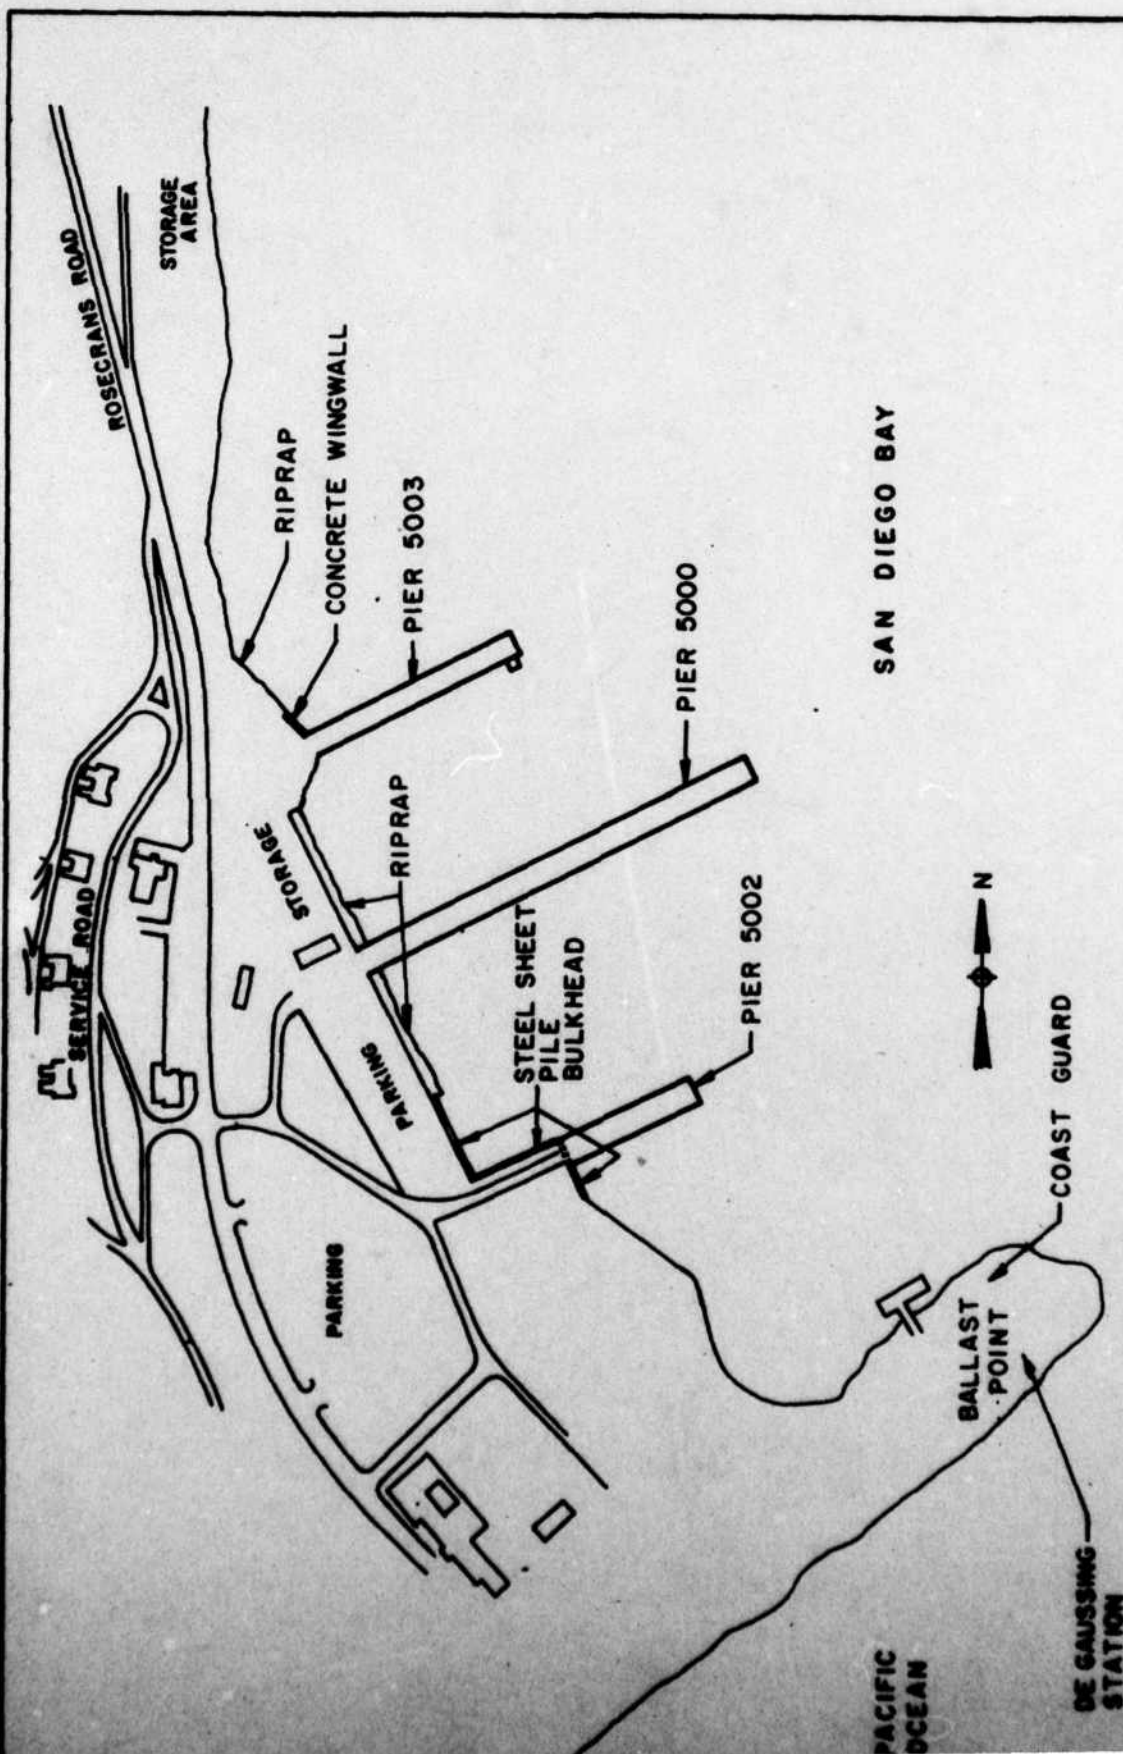 ROSECRANS ROAD
STORAGE
AREA
RIPRAP
CONCRETE WINGWALL
PIER 5003
PIER 5000
SAN DIEGO BAY
SERVICE ROAD
STORAGE
RIPRAP
STEEL SHEET
PILE
BULKHEAD
PIER 5002
N
PARKING
PARKING
COAST GUARD
BALLAST
POINT
PACIFIC
OCEAN
DE GAUSSING
STATION